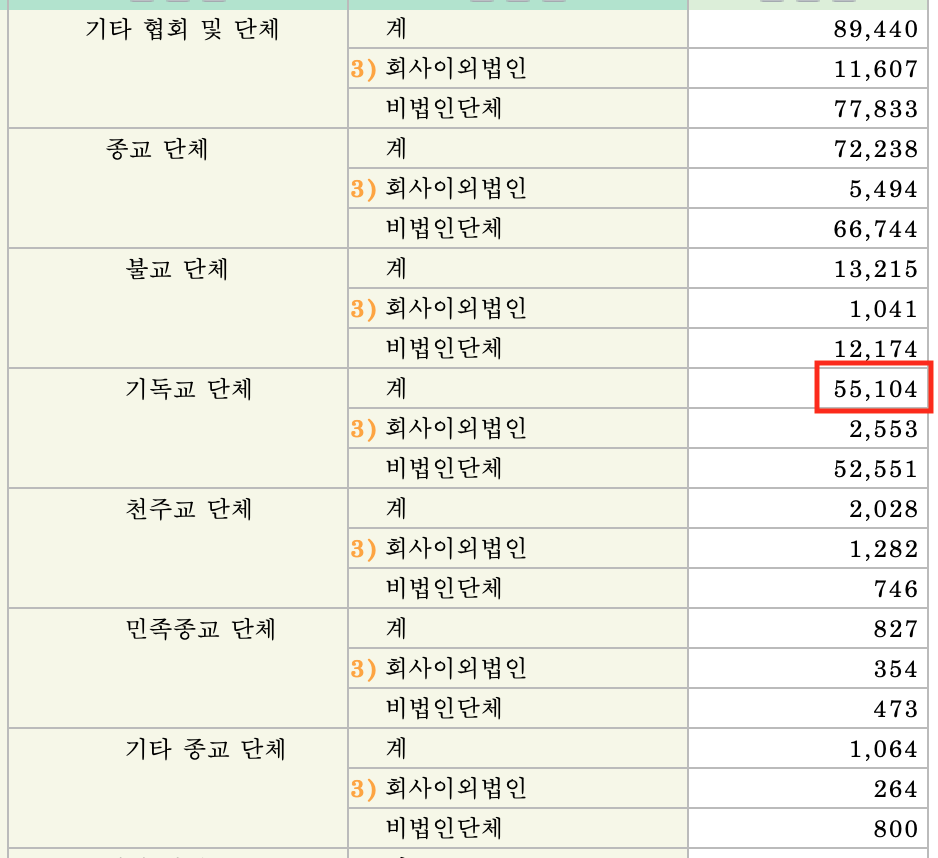 기타 협회 및 단체 계 89,440
3) 회사이외법인 11,607
비법인단체 77,833
종교 단체 계 72,238
3) 회사이외법인 5,494
비법인단체 66,744
불교 단체 계 13,215
3) 회사이외법인 1,041
비법인단체 12,174
기독교 단체 계 55,104
3) 회사이외법인 2,553
비법인단체 52,551
천주교 단체 계 2,028
3) 회사이외법인 1,282
비법인단체 746
민족종교 단체 계 827
3) 회사이외법인 354
비법인단체 473
기타 종교 단체 계 1,064
3) 회사이외법인 264
비법인단체 800